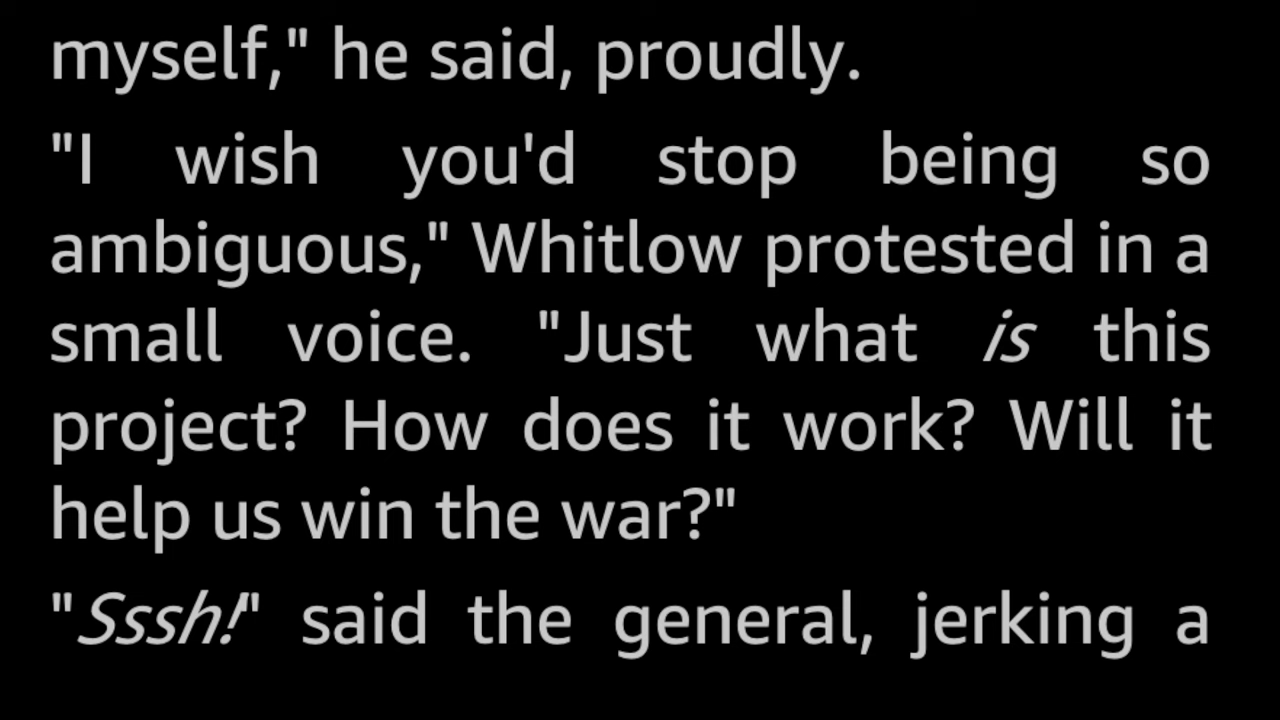 myself," he said, proudly.
"I wish you'd stop being so
ambiguous," Whitlow protested in a
small voice. "Just what is this
project? How does it work? Will it
help us win the war?"
"Sssh!" said the general, jerking a